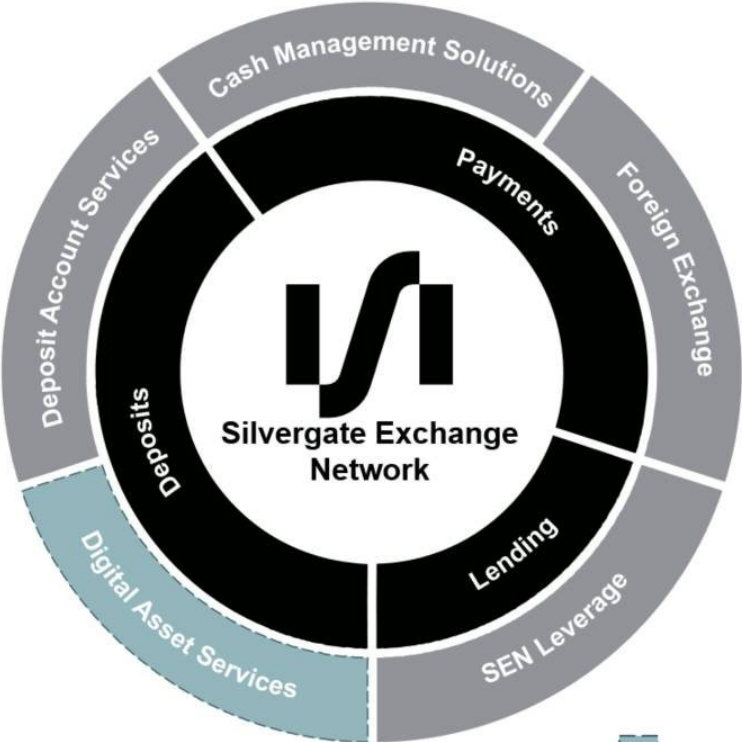 Cash Management Solutions
Foreign Exchange
SEN Leverage
Digital Asset Services
Deposit Account Services
Payments
Lending
Deposits
Silvergate Exchange
Network